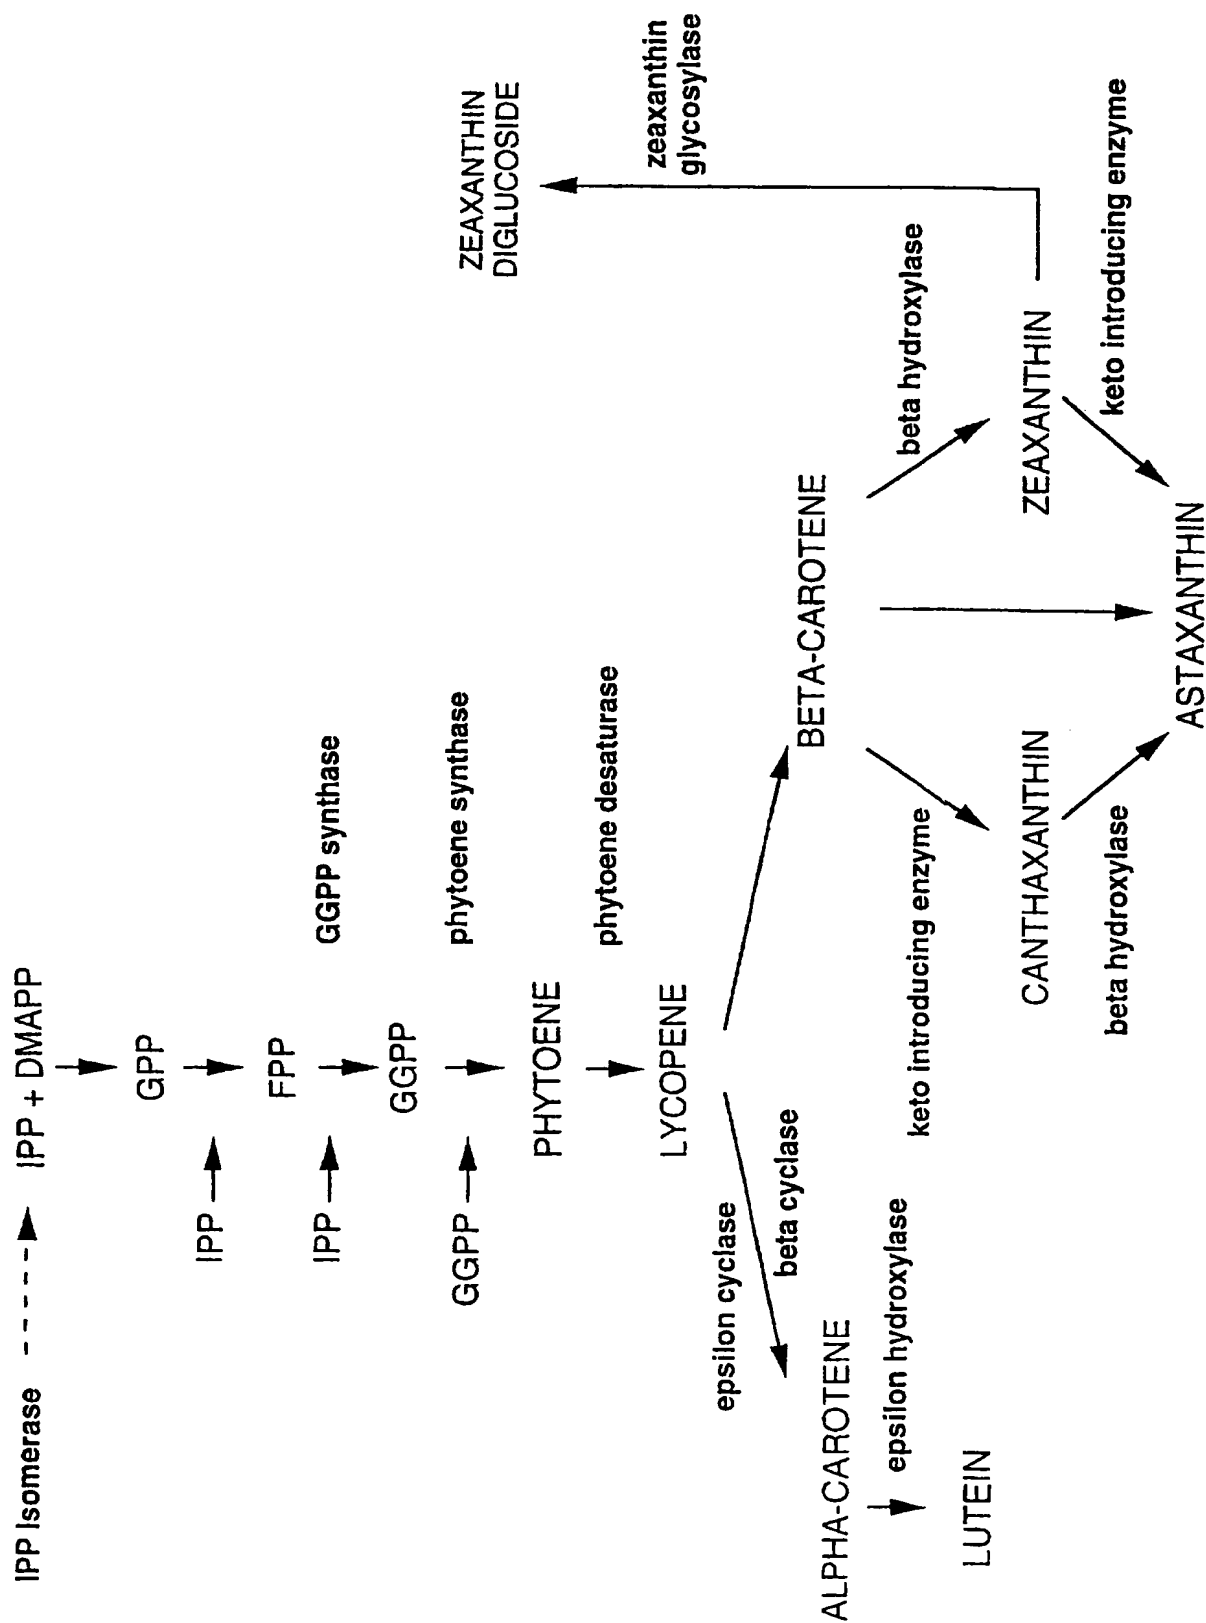 IPP Isomerase
IPP + DMAPP
GPP
IPP
FPP
IPP
GGPP synthase
GGPP
GGPP
phytoene synthase
PHYTOENE
phytoene desaturase
LYCOPENE
epsilon cyclase
beta cyclase
ALPHA-CAROTENE
epsilon hydroxylase
LUTEIN
BETA-CAROTENE
keto introducing enzyme
CANTHAXANTHIN
beta hydroxylase
beta hydroxylase
ZEAXANTHIN
keto introducing enzyme
ASTAXANTHIN
zeaxanthin
glycosylase
ZEAXANTHIN
DIGLUCOSIDE